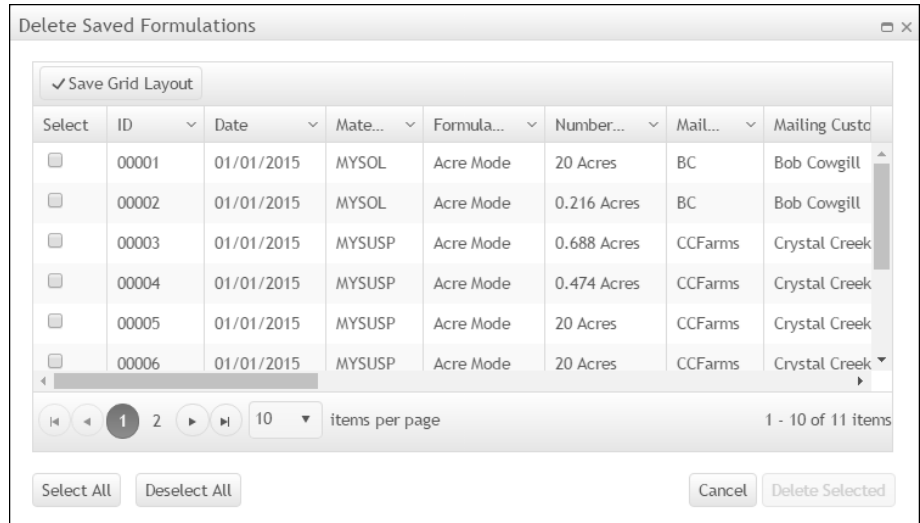 Delete Saved Formulations
Save Grid Layout
Select ID Date Mate... Formula... Number... Mail... Mailing Custo
00001 01/01/2015 MYSOL Acre Mode 20 Acres BC Bob Cowgill
00002 01/01/2015 MYSOL Acre Mode 0.216 Acres BC Bob Cowgill
00003 01/01/2015 MYSUSP Acre Mode 0.688 Acres CCFarms Crystal Creek
00004 01/01/2015 MYSUSP Acre Mode 0.474 Acres CCFarms Crystal Creek
00005 01/01/2015 MYSUSP Acre Mode 20 Acres CCFarms Crystal Creek
00006 01/01/2015 MYSUSP Acre Mode 20 Acres CCFarms Crystal Creek
1 2 10 items per page 1 - 10 of 11 items
Select All Deselect All Cancel Delete Selected